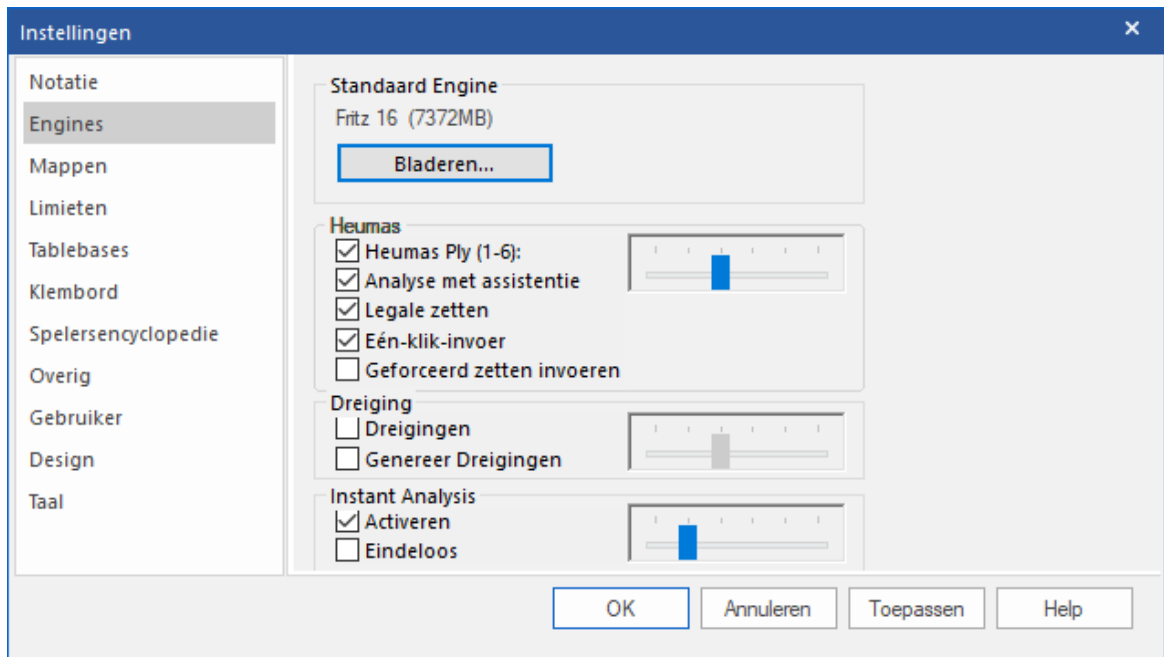 Instellingen
Notatie
Engines
Mappen
Limieten
Tablebases
Klembord
Spelersencyclopedie
Overig
Gebruiker
Design
Taal
Standaard Engine
Fritz 16 (7372MB)
Bladeren...
Heumas
Heumas Ply (1-6):
Analyse met assistentie
Legale zetten
Eén-klik-invoer
Geforceerd zetten invoeren
Dreiging
Dreigingen
Genereer Dreigingen
Instant Analysis
Activeren
Eindeloos
OK Annuleren Toepassen Help